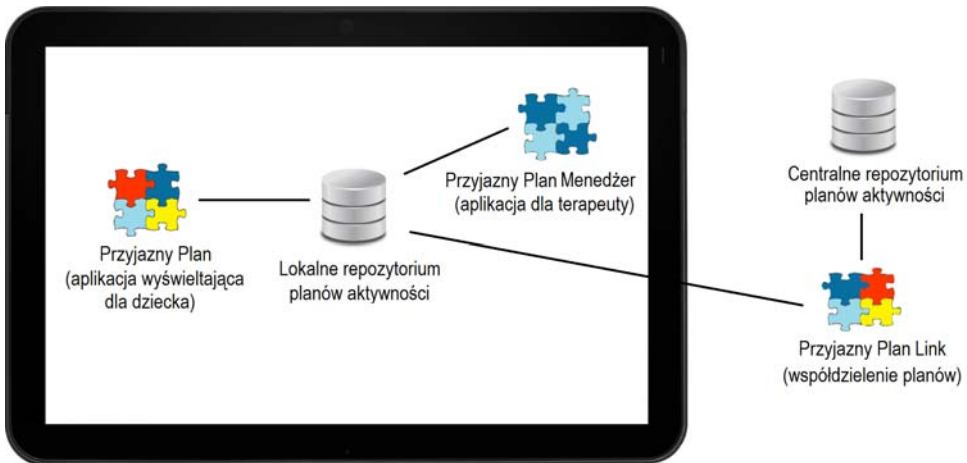 Przyjazny Plan Menedżer
(aplikacja dla terapeuty)
Centralne repozytorium
planów aktywności
Przyjazny Plan
(aplikacja wyświeltająca
dla dziecka)
Lokalne repozytorium
planów aktywności
Przyjazny Plan Link
(współdzielenie planów)